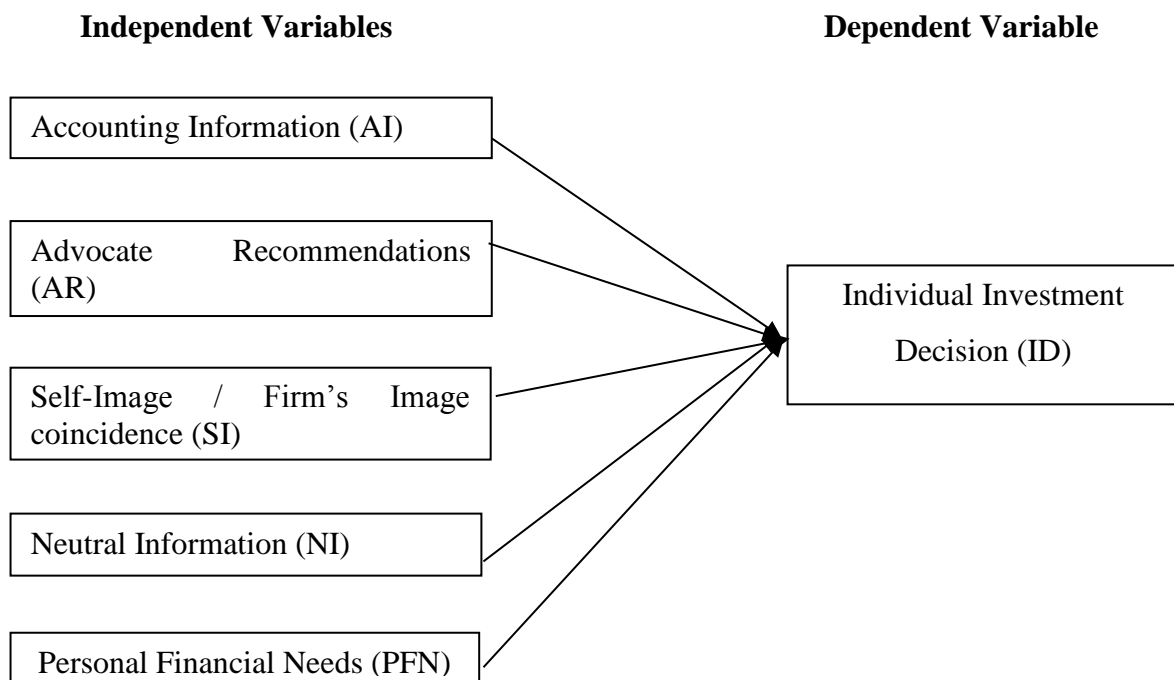 Independent Variables
Dependent Variable
Accounting Information (AI)
Advocate Recommendations
(AR)
Individual Investment
Decision (ID)
Self-Image / Firm’s Image
coincidence (SI)
Neutral Information (NI)
Personal Financial Needs (PFN)